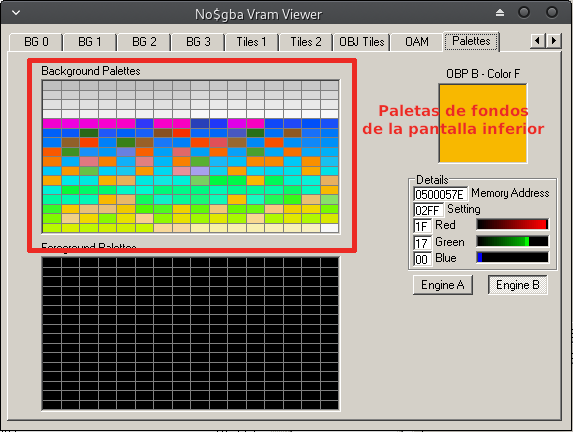 No$gba Vram Viewer
BG 0
BG 1
BG 2
BG 3
Tiles 1
Tiles 2
OBJ Tiles
OAM
Palettes
Background Palettes
OBP B - Color F
Paletas de fondos
de la pantalla inferior
Details
0500057E Memory Address
02FF Setting
1F Red
17 Green
00 Blue
Engine A
Engine B
Foreground Palettes